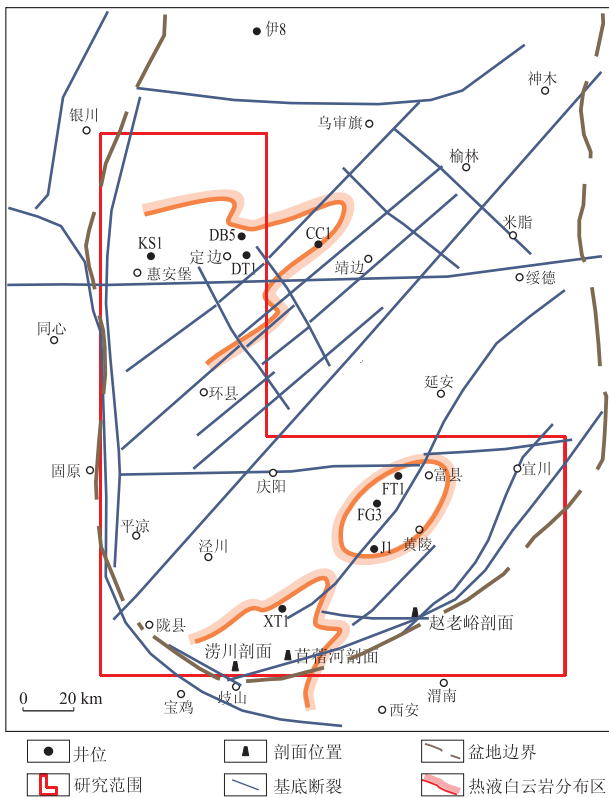 伊8
神木
银川
乌审旗
榆林
米脂
DB5
CC1
KS1
定边
DT1
靖边
惠安堡
绥德
同心
延安
环县
固原
庆阳
FT1
富县
宜川
FG3
平凉
黄陵
泾川
J1
XT1
陇县
赵老峪剖面
涝川剖面
苜蓿河剖面
0 20 km
宝鸡
岐山
西安
渭南
井位
剖面位置
盆地边界
研究范围
基底断裂
热液白云岩分布区